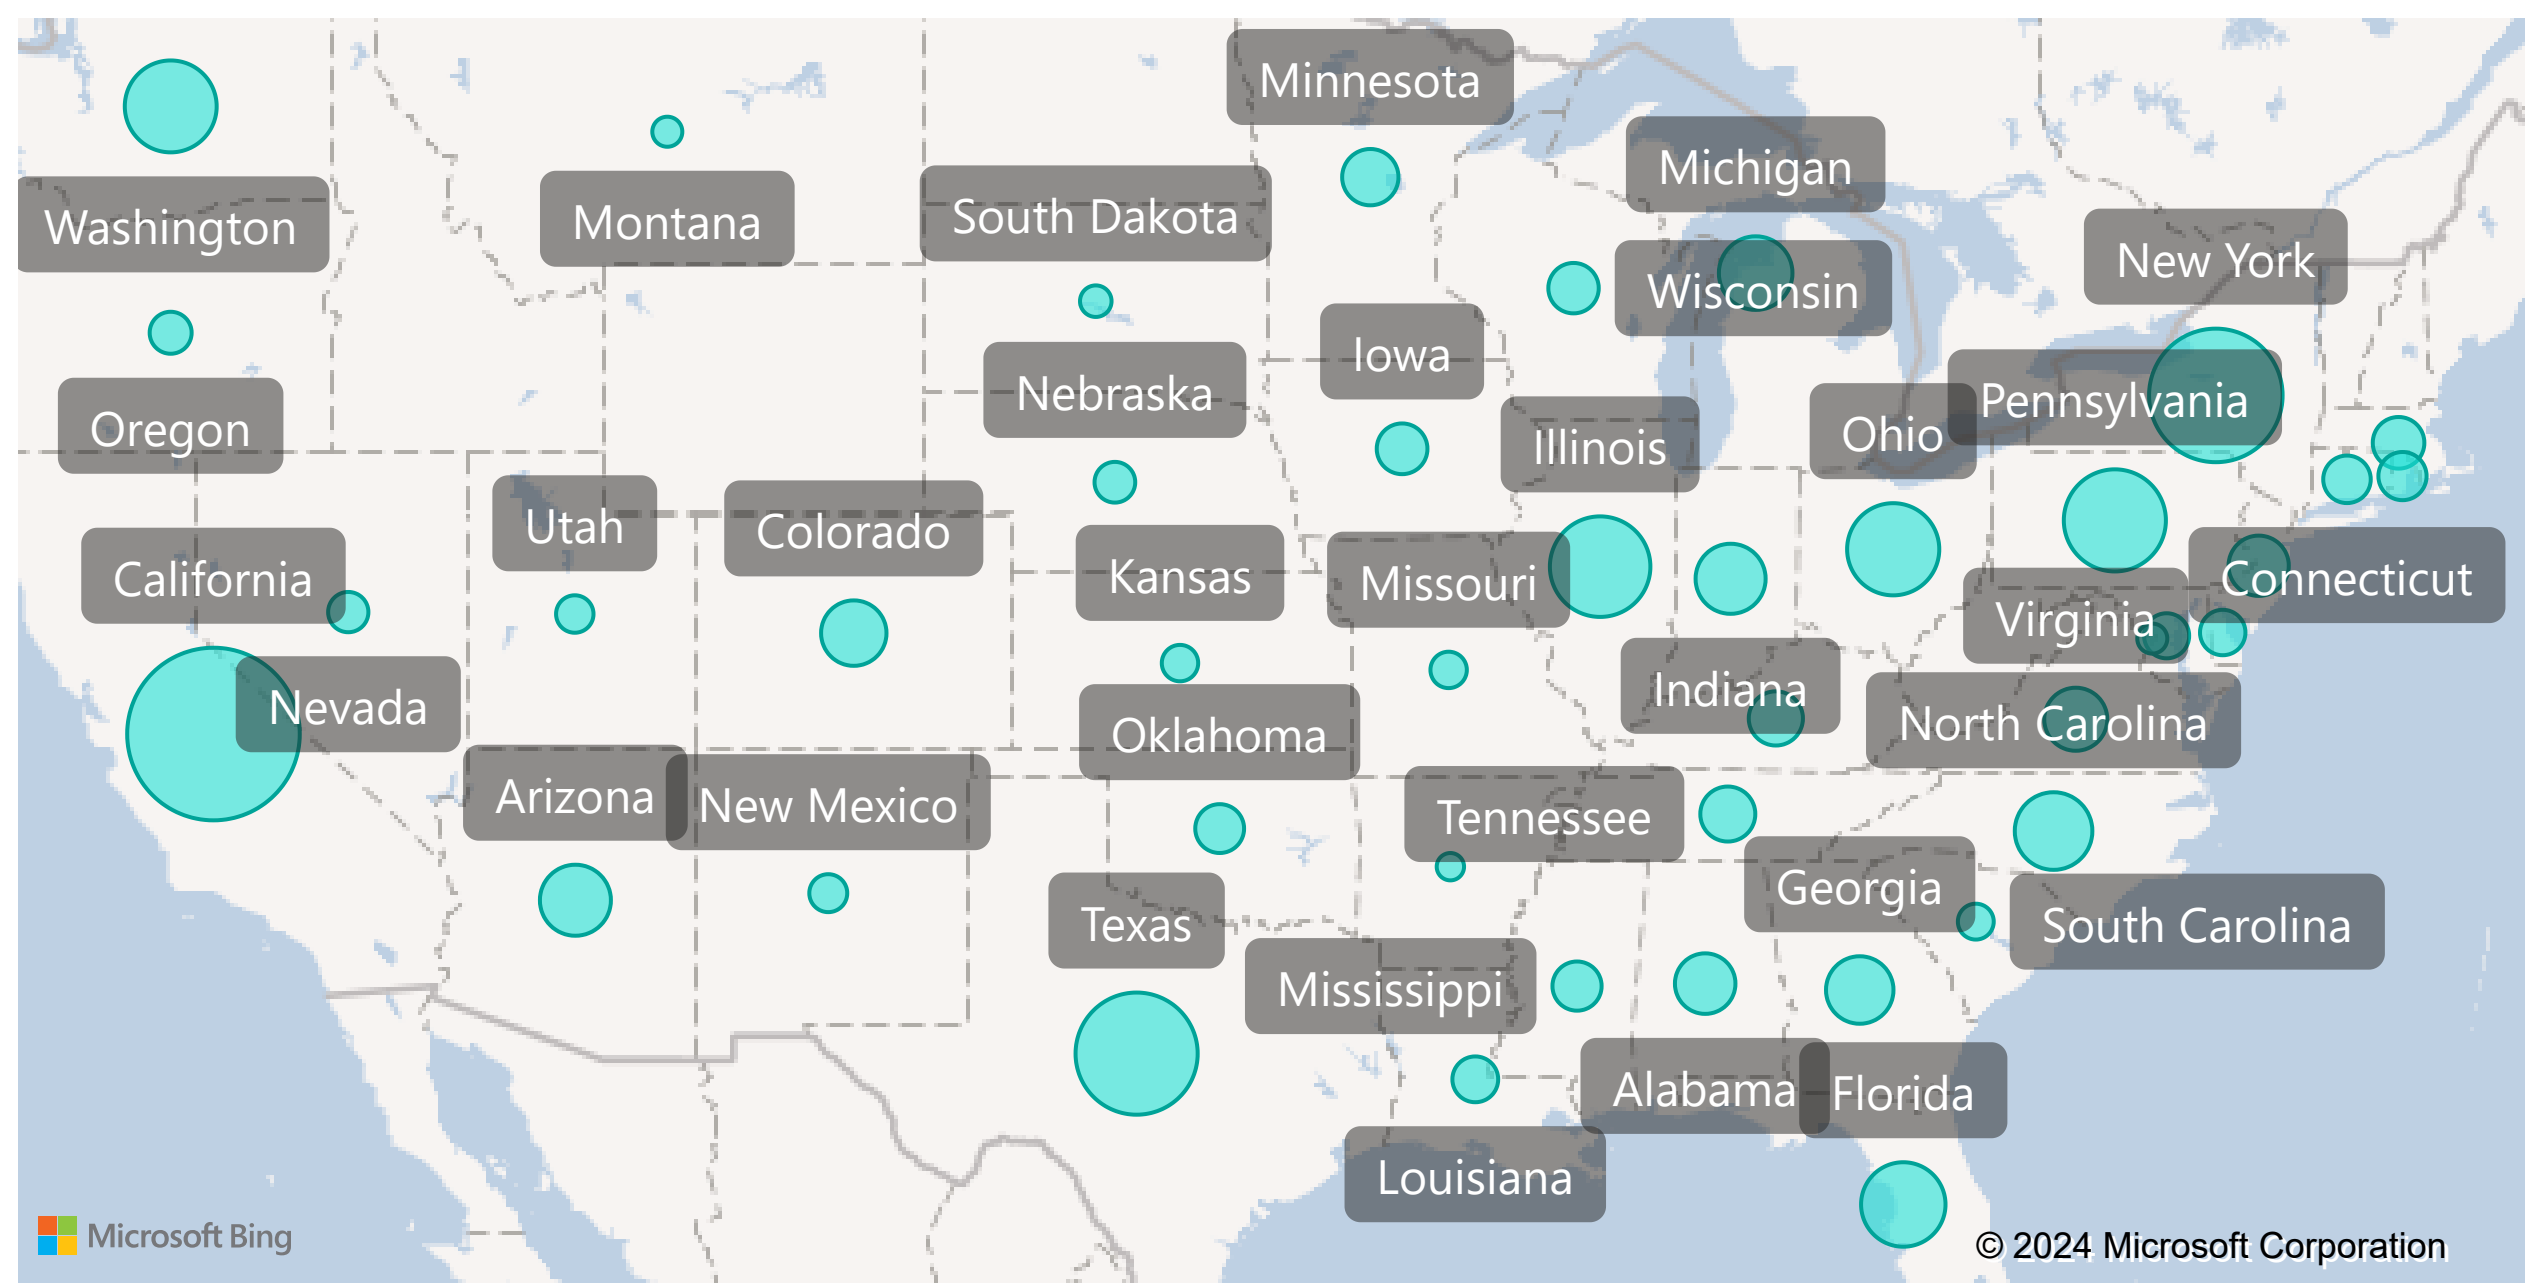 Minnesota
Michigan
Washington
Montana
South Dakota
New York
Wisconsin
Iowa
Nebraska
Pennsylvania
Oregon
Illinois
Ohio
Utah
Colorado
California
Kansas
Missouri
Connecticut
Virginia
Nevada
Indiana
North Carolina
Oklahoma
Arizona
New Mexico
Tennessee
Georgia
Texas
South Carolina
Mississippi
Alabama
Florida
Louisiana
Microsoft Bing
© 2024 Microsoft Corporation